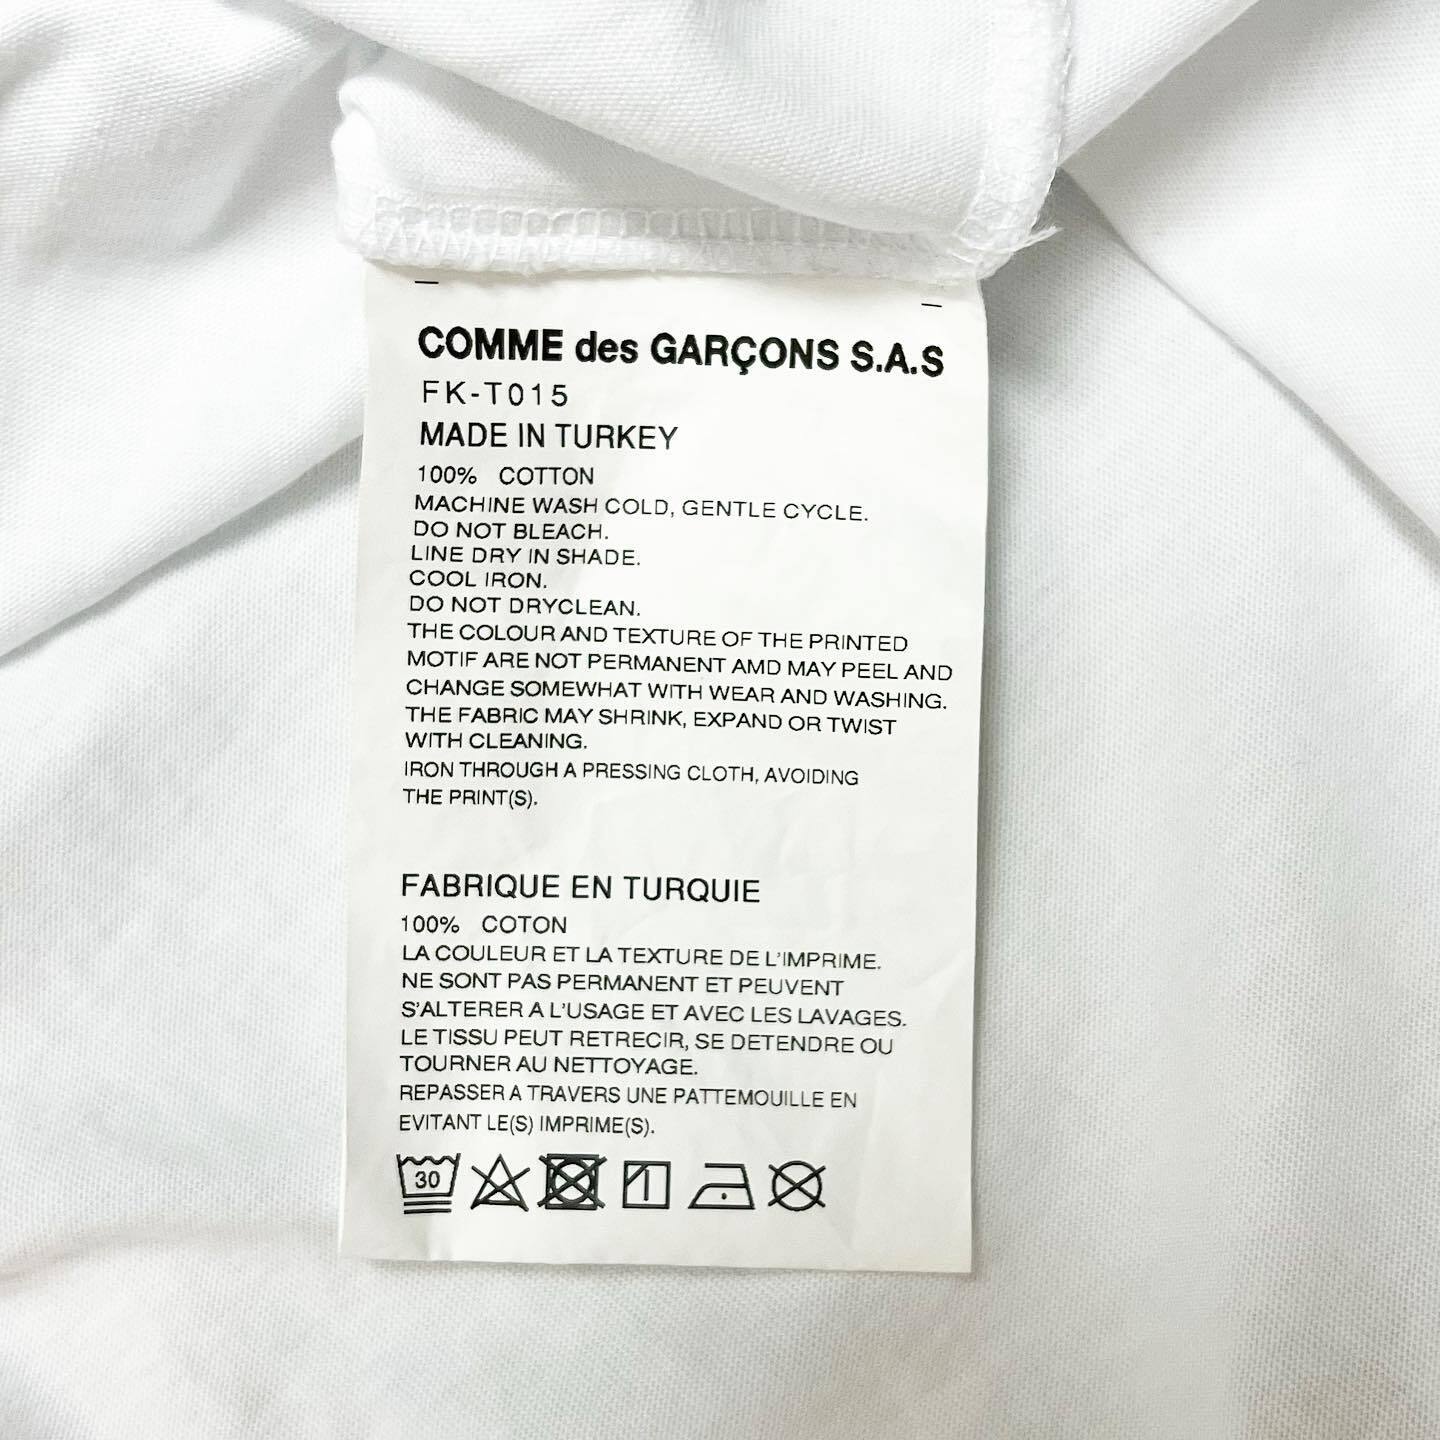 COMME des GARÇONS S.A.S
FK-T015
MADE IN TURKEY
100% COTTON
MACHINE WASH COLD, GENTLE CYCLE.
DO NOT BLEACH.
LINE DRY IN SHADE.
COOL IRON.
DO NOT DRYCLEAN.
THE COLOUR AND TEXTURE OF THE PRINTED
MOTIF ARE NOT PERMANENT AMD MAY PEEL AND
CHANGE SOMEWHAT WITH WEAR AND WASHING.
THE FABRIC MAY SHRINK, EXPAND OR TWIST
WITH CLEANING.
IRON THROUGH A PRESSING CLOTH, AVOIDING
THE PRINT(S).
FABRIQUE EN TURQUIE
100% COTON
LA COULEUR ET LA TEXTURE DE L'IMPRIME.
NE SONT PAS PERMANENT ET PEUVENT
S'ALTERER A L'USAGE ET AVEC LES LAVAGES.
LE TISSU PEUT RETRECIR, SE DETENDRE OU
TOURNER AU NETTOYAGE.
REPASSER A TRAVERS UNE PATTEMOUILLE EN
EVITANT LE(S) IMPRIME(S).
30